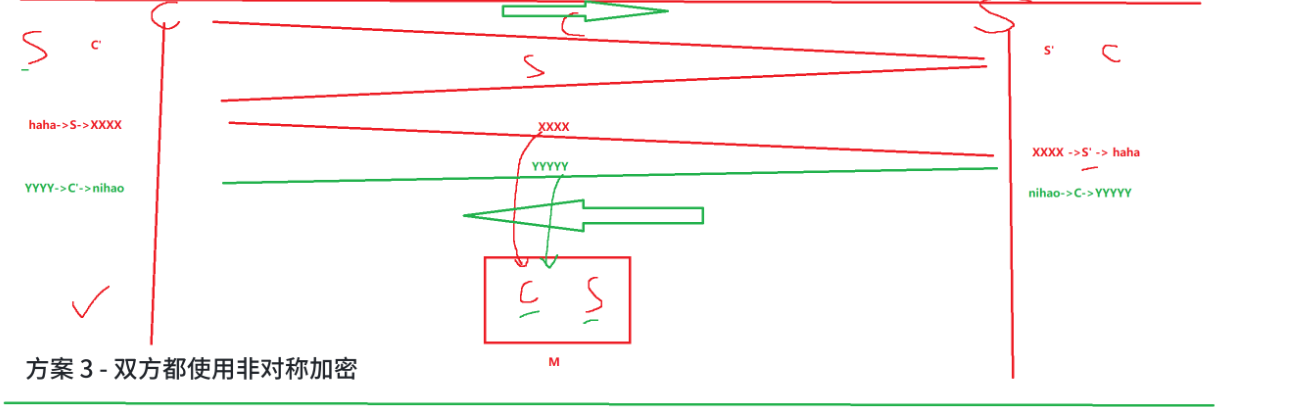 C S
C
S C' S' C
S
haha->S->XXXX XXXX XXXX ->S' -> haha
YYYY->C'->nihao YYYYY nihao->C->YYYYY
C S
M
方案 3 - 双方都使用非对称加密